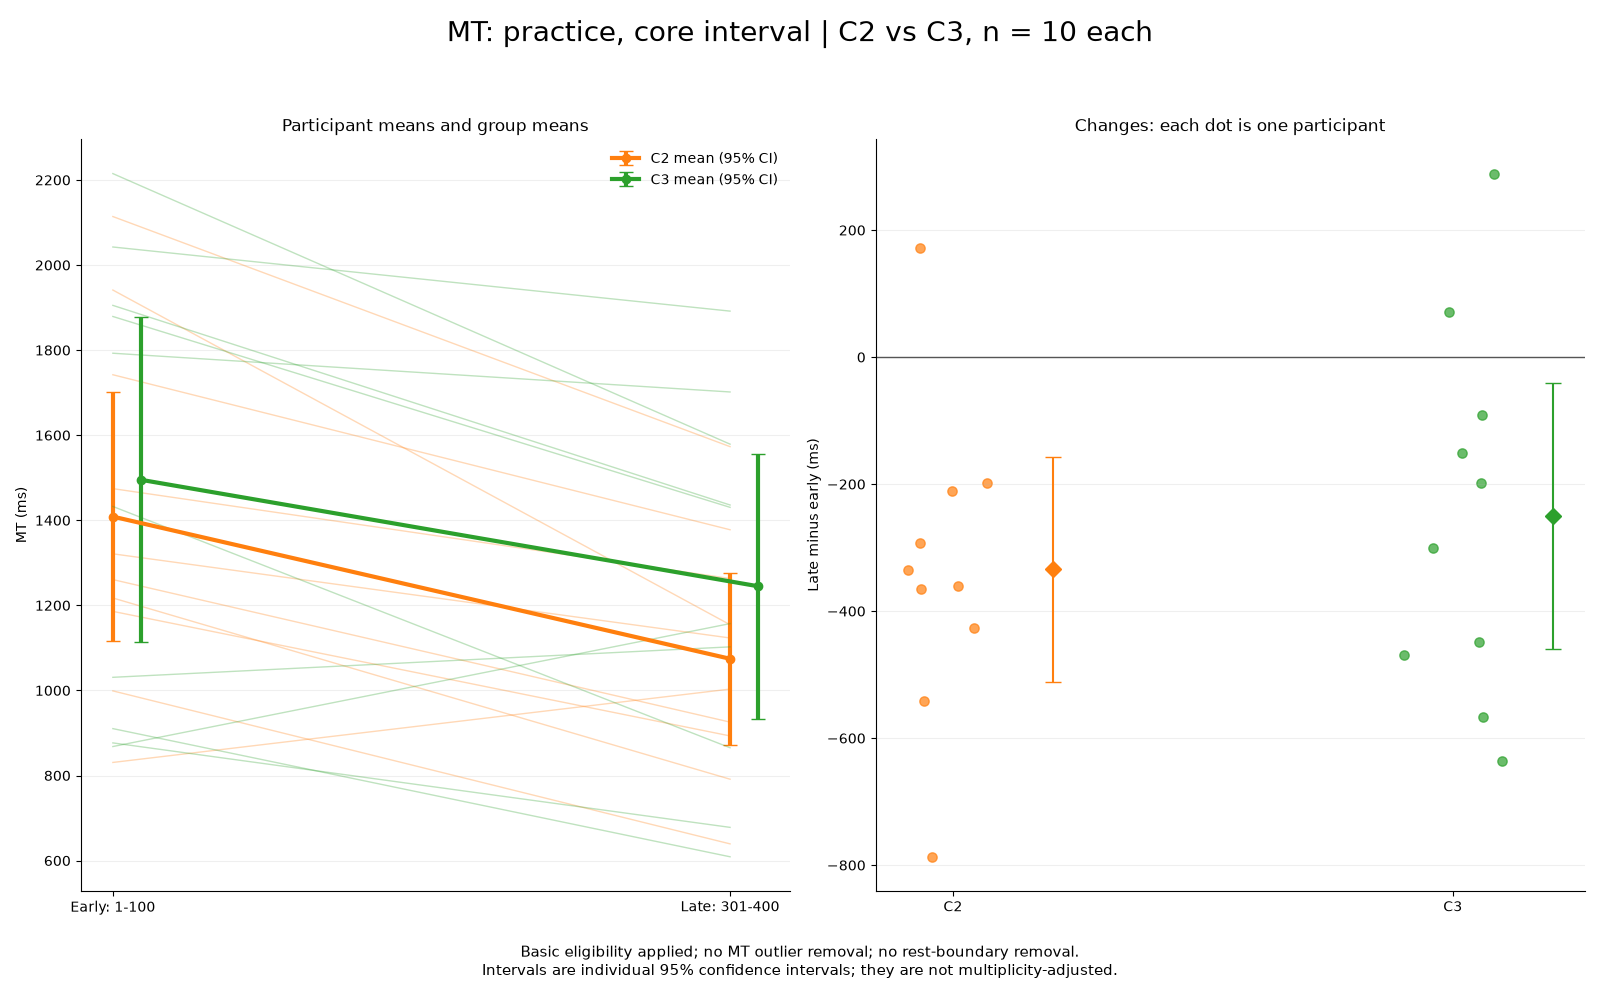 MT: practice, core interval | C2 vs C3, n = 10 each
Participant means and group means
C2 mean (95% CI)
C3 mean (95% CI)
MT (ms)
2200
2000
1800
1600
1400
1200
1000
800
600
Early: 1-100
Late: 301-400
Changes: each dot is one participant
Late minus early (ms)
200
0
−200
−400
−600
−800
C2
C3
Basic eligibility applied; no MT outlier removal; no rest-boundary removal.
Intervals are individual 95% confidence intervals; they are not multiplicity-adjusted.